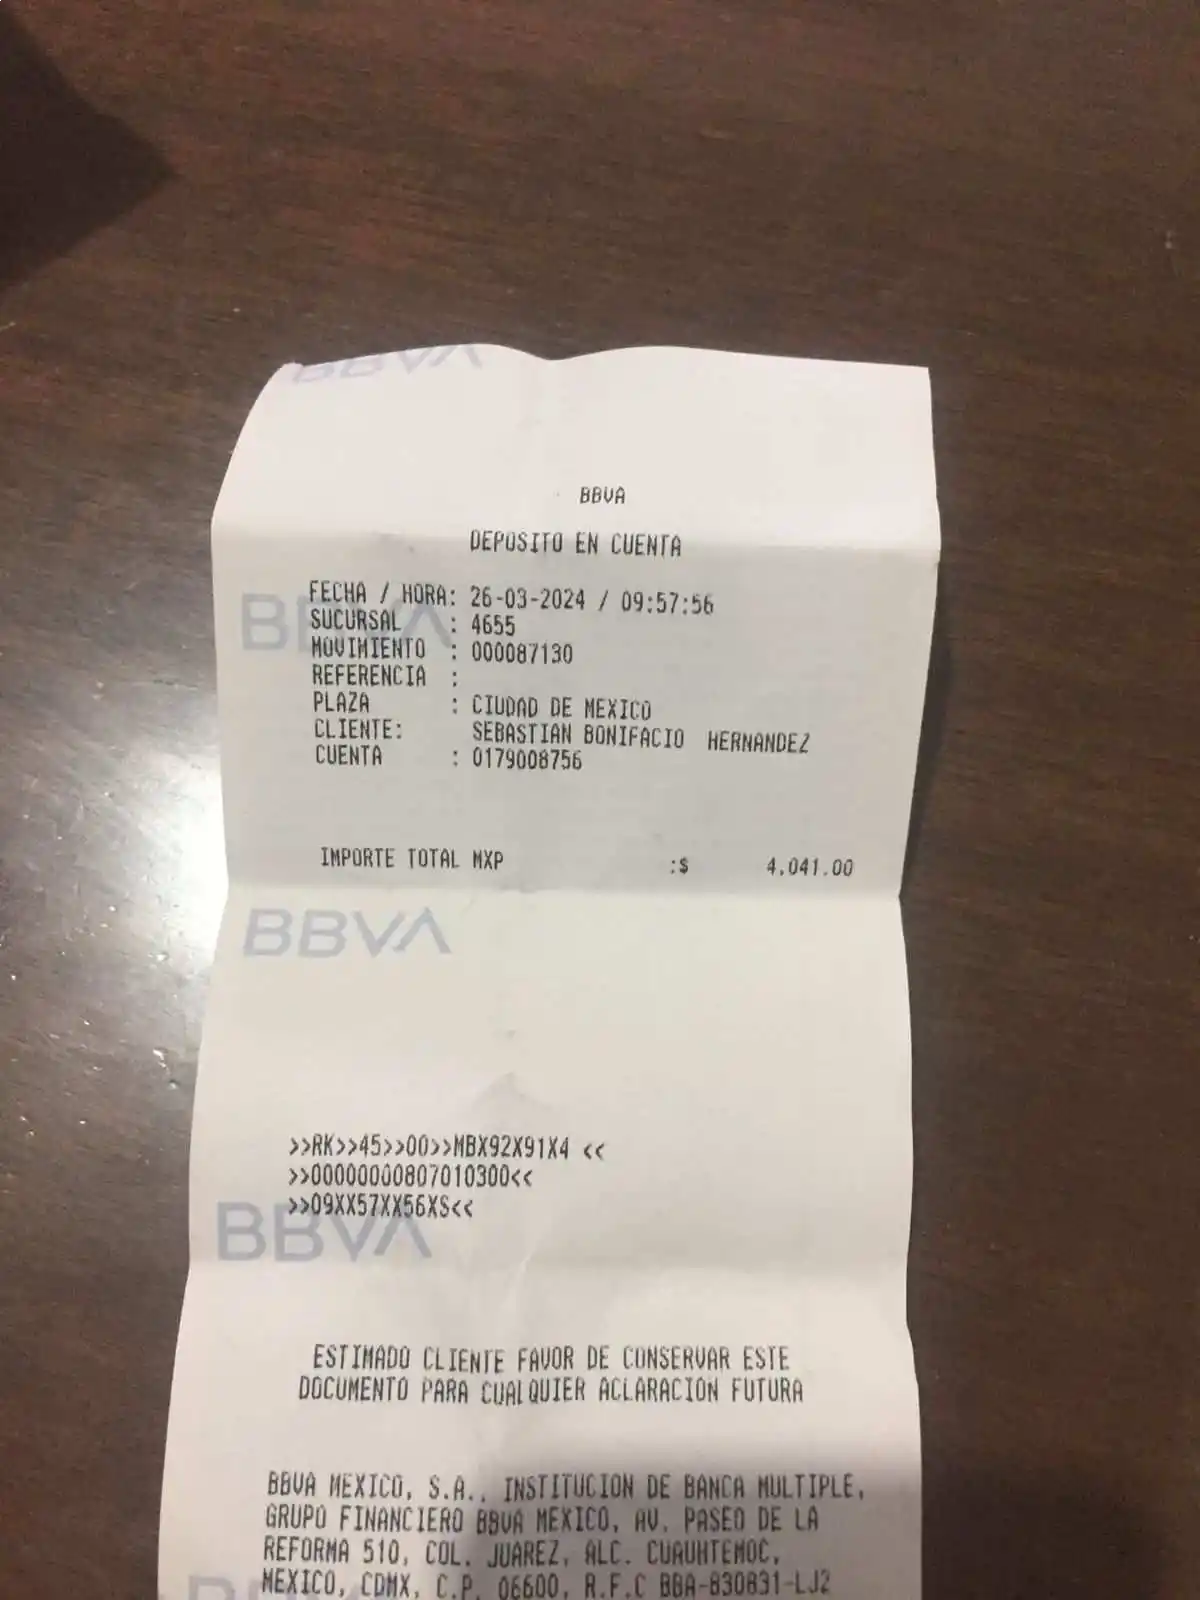 BBVA
BBVA
DEPOSITO EN CUENTA
FECHA / HORA: 26-03-2024 / 09:57:56
SUCURSAL : 4655
MOVIMIENTO : 000087130
REFERENCIA :
PLAZA : CIUDAD DE MEXICO
CLIENTE: SEBASTIAN BONIFACIO HERNANDEZ
CUENTA : 0179008756
BBVA
IMPORTE TOTAL MXP :$ 4,041.00
BBVA
>>RK>>45>>00>>MBX92X91X4 <<
>>00000000807010300<<
>>09XX57XX56XS<<
BBVA
ESTIMADO CLIENTE FAVOR DE CONSERVAR ESTE
DOCUMENTO PARA CUALQUIER ACLARACION FUTURA
BBVA MEXICO, S.A., INSTITUCION DE BANCA MULTIPLE,
GRUPO FINANCIERO BBVA MEXICO, AV. PASEO DE LA
REFORMA 510, COL. JUAREZ, ALC. CUAUHTEMOC,
MEXICO, CDMX, C.P. 06600, R.F.C BBA-830831-LJ2